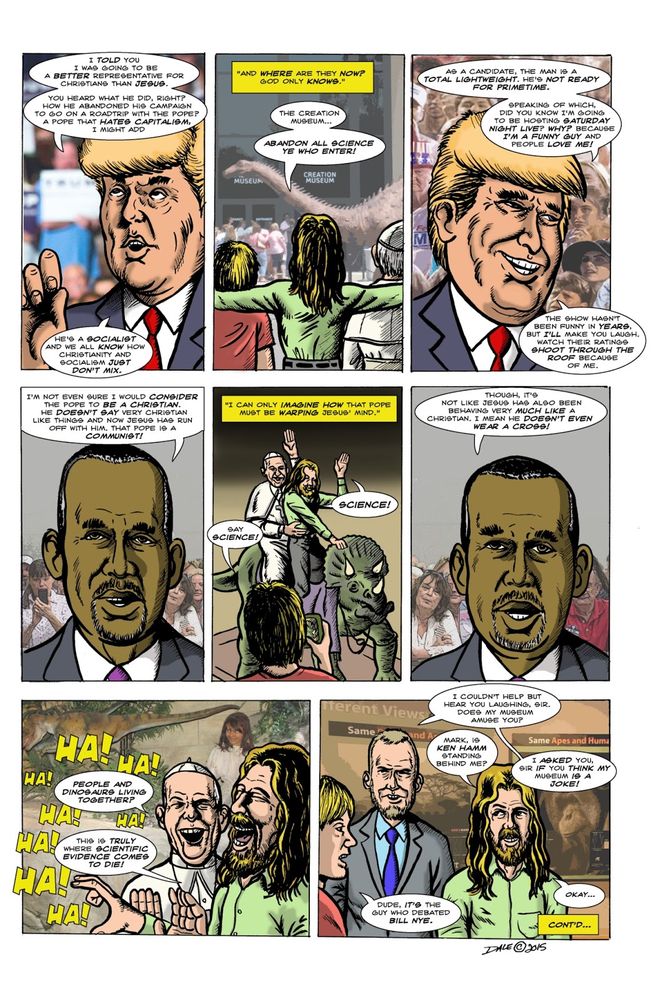 I TOLD YOU
I WAS GOING TO BE
A BETTER REPRESENTATIVE FOR
CHRISTIANS THAN JESUS.
YOU HEARD WHAT HE DID, RIGHT?
HOW HE ABANDONED HIS CAMPAIGN
TO GO ON A ROADTRIP WITH THE POPE?
A POPE THAT HATES CAPITALISM,
I MIGHT ADD
HE'S A SOCIALIST
AND WE ALL KNOW HOW
CHRISTIANITY AND
SOCIALISM JUST
DON'T MIX.
"AND WHERE ARE THEY NOW?
GOD ONLY KNOWS."
THE CREATION
MUSEUM...
ABANDON ALL SCIENCE
YE WHO ENTER!
MUSEUM
CREATION
MUSEUM
AS A CANDIDATE, THE MAN IS A
TOTAL LIGHTWEIGHT. HE'S NOT READY
FOR PRIMETIME.
SPEAKING OF WHICH,
DID YOU KNOW I'M GOING
TO BE HOSTING SATURDAY
NIGHT LIVE? WHY? BECAUSE
I'M A FUNNY GUY AND
PEOPLE LOVE ME!
THE SHOW HASN'T
BEEN FUNNY IN YEARS,
BUT I'LL MAKE YOU LAUGH.
WATCH THEIR RATINGS
SHOOT THROUGH THE
ROOF BECAUSE
OF ME.
I'M NOT EVEN SURE I WOULD CONSIDER
THE POPE TO BE A CHRISTIAN.
HE DOESN'T SAY VERY CHRISTIAN
LIKE THINGS AND NOW JESUS HAS RUN
OFF WITH HIM. THAT POPE IS A
COMMUNIST!
"I CAN ONLY IMAGINE HOW THAT POPE
MUST BE WARPING JESUS' MIND."
SAY
SCIENCE!
SCIENCE!
THOUGH, IT'S
NOT LIKE JESUS HAS ALSO BEEN
BEHAVING VERY MUCH LIKE A
CHRISTIAN. I MEAN HE DOESN'T EVEN
WEAR A CROSS!
HA!
HA!
HA!
HA!
HA!
HA!
HA!
HA!
PEOPLE AND
DINOSAURS LIVING
TOGETHER?
THIS IS TRULY
WHERE SCIENTIFIC
EVIDENCE COMES
TO DIE!
fferent Views
Same Apes and Huma
I COULDN'T HELP BUT
HEAR YOU LAUGHING, SIR.
DOES MY MUSEUM
AMUSE YOU?
MARK, IS
KEN HAMM
STANDING
BEHIND ME?
I ASKED YOU,
SIR IF YOU THINK MY
MUSEUM IS A
JOKE!
DUDE, IT'S THE
GUY WHO DEBATED
BILL NYE.
OKAY...
CONT'D...
DALE ©2015